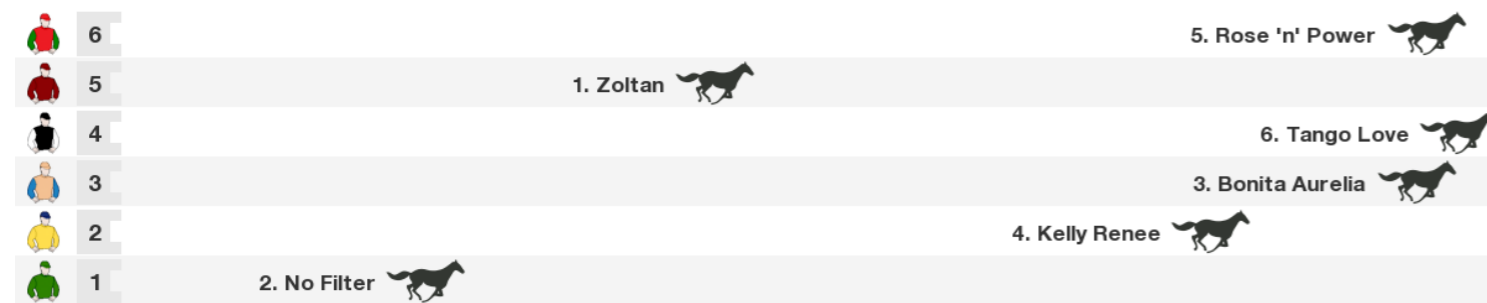 6 5. Rose 'n' Power
5 1. Zoltan
4 6. Tango Love
3 3. Bonita Aurelia
2 4. Kelly Renee
1 2. No Filter